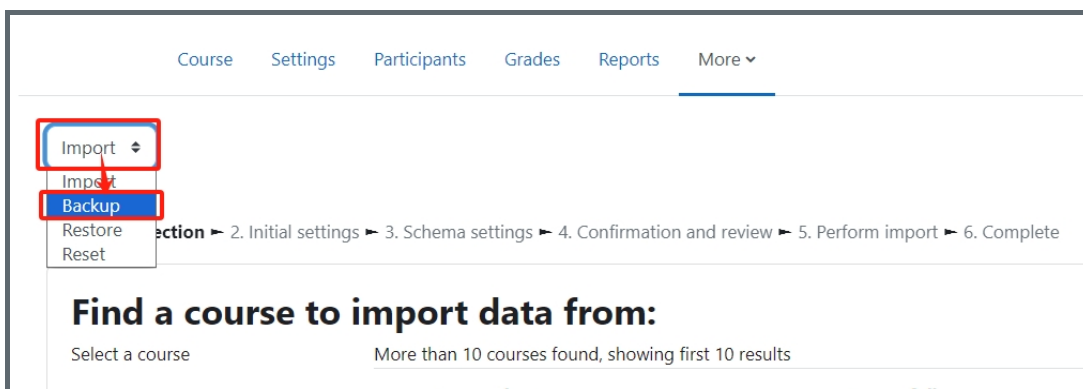 Course Settings Participants Grades Reports More
Import
Import
Backup
Restore
Reset
ection ► 2. Initial settings ► 3. Schema settings ► 4. Confirmation and review ► 5. Perform import ► 6. Complete
Find a course to import data from:
Select a course More than 10 courses found, showing first 10 results